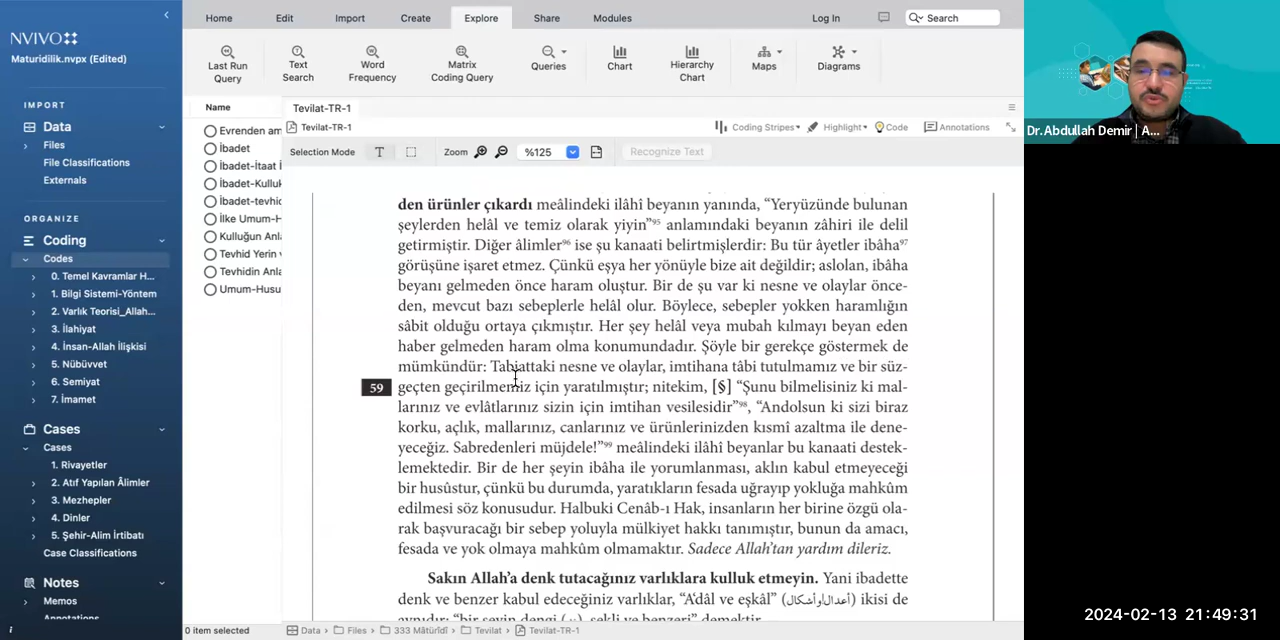 NVIVO
Maturidilik.nvpx (Edited)
IMPORT
Data
Files
File Classifications
Externals
ORGANIZE
Coding
Codes
0. Temel Kavramlar H...
1. Bilgi Sistemi-Yöntem
2. Varlık Teorisi_Allah...
3. İlahiyat
4. İnsan-Allah İlişkisi
5. Nübüvvet
6. Semiyat
7. İmamet
Cases
Cases
1. Rivayetler
2. Atıf Yapılan Âlimler
3. Mezhepler
4. Dinler
5. Şehir-Alim İrtibatı
Case Classifications
Notes
Memos
Annotations
Home Edit Import Create Explore Share Modules Log In Search
Last Run Query
Text Search
Word Frequency
Matrix Coding Query
Queries
Chart
Hierarchy Chart
Maps
Diagrams
Name
Evrenden am
İbadet
İbadet-İtaat İ
İbadet-Kulluk
İbadet-tevhic
İlke Umum-H
Kulluğun Anl
Tevhid Yerin v
Tevhidin Anla
Umum-Husu
0 item selected
Tevilat-TR-1
Tevilat-TR-1 Coding Stripes Highlight Code Annotations
Selection Mode T Zoom %125 Recognize Text
den ürünler çıkardı meâlindeki ilâhî beyanın yanında, “Yeryüzünde bulunan
şeylerden helâl ve temiz olarak yiyin”95 anlamındaki beyanın zâhiri ile delil
getirmiştir. Diğer âlimler96 ise şu kanaati belirtmişlerdir: Bu tür âyetler ibâha97
görüşüne işaret etmez. Çünkü eşya her yönüyle bize ait değildir; aslolan, ibâha
beyanı gelmeden önce haram oluştur. Bir de şu var ki nesne ve olaylar önce-
den, mevcut bazı sebeplerle helâl olur. Böylece, sebepler yokken haramlığın
sâbit olduğu ortaya çıkmıştır. Her şey helâl veya mubah kılmayı beyan eden
haber gelmeden haram olma konumundadır. Şöyle bir gerekçe göstermek de
mümkündür: Tabiattaki nesne ve olaylar, imtihana tâbi tutulmamız ve bir süz-
59 geçten geçirilmemiz için yaratılmıştır; nitekim, [§] “Şunu bilmelisiniz ki mal-
larınız ve evlâtlarınız sizin için imtihan vesilesidir”98, “Andolsun ki sizi biraz
korku, açlık, mallarınız, canlarınız ve ürünlerinizden kısmî azaltma ile dene-
yeceğiz. Sabredenleri müjdele!”99 meâlindeki ilâhî beyanlar bu kanaati destek-
lemektedir. Bir de her şeyin ibâha ile yorumlanması, aklın kabul etmeyeceği
bir husûstur, çünkü bu durumda, yaratıkların fesada uğrayıp yokluğa mahkûm
edilmesi söz konusudur. Halbuki Cenâb-ı Hak, insanların her birine özgü ola-
rak başvuracağı bir sebep yoluyla mülkiyet hakkı tanımıştır, bunun da amacı,
fesada ve yok olmaya mahkûm olmamaktır. Sadece Allah’tan yardım dileriz.
Sakın Allah’a denk tutacağınız varlıklara kulluk etmeyin. Yani ibadette
denk ve benzer kabul edeceğiniz varlıklar, “A‘dâl ve eşkâl” (أعدال وأشكال) ikisi de
aynıdır: “bir şeyin dengi şekli ve benzeri” demektir.
Data Files 333 Mâtürîdî Tevilat Tevilat-TR-1
Dr.Abdullah Demir | A...
2024-02-13 21:49:31